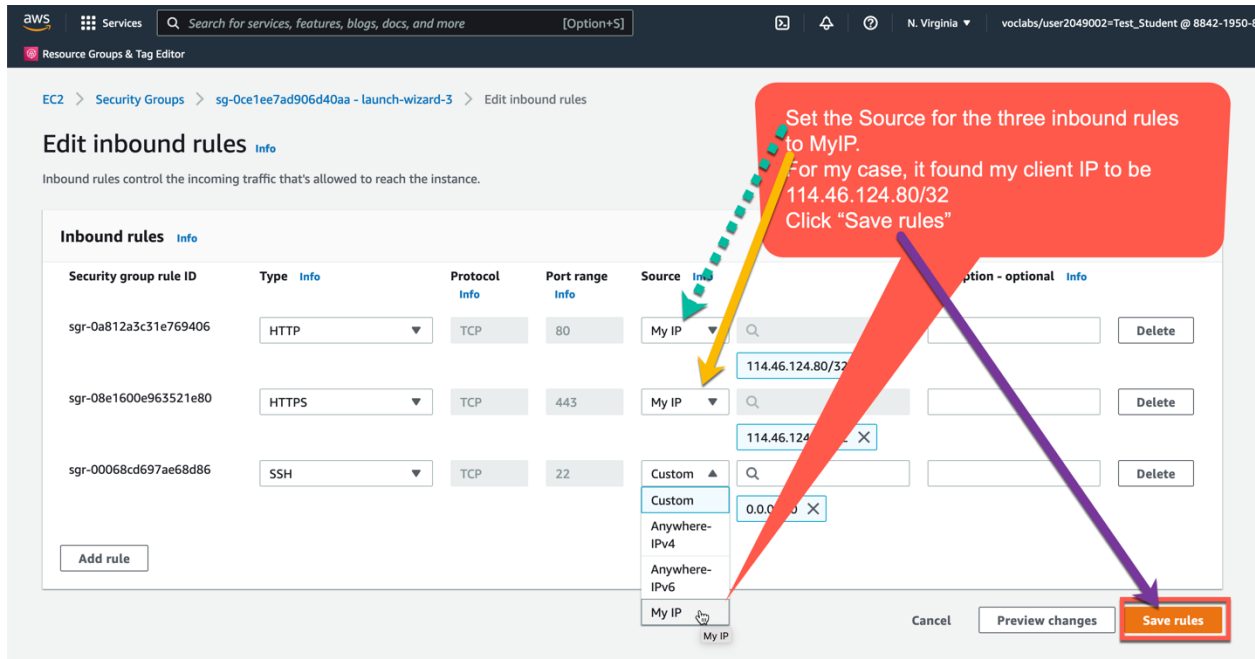 aws
Services
Search for services, features, blogs, docs, and more
[Option+S]
N. Virginia
voclabs/user2049002=Test_Student @ 8842-1950-8
Resource Groups & Tag Editor
EC2 > Security Groups > sg-0ce1ee7ad906d40aa - launch-wizard-3 > Edit inbound rules
Edit inbound rules Info
Inbound rules control the incoming traffic that's allowed to reach the instance.
Set the Source for the three inbound rules
to MyIP.
For my case, it found my client IP to be
114.46.124.80/32
Click “Save rules”
Inbound rules Info
Security group rule ID
Type Info
Protocol
Info
Port range
Info
Source Info
optional Info
sgr-0a812a3c31e769406
HTTP
TCP
80
My IP
Delete
114.46.124.80/32
sgr-08e1600e963521e80
HTTPS
TCP
443
My IP
Delete
114.46.124
sgr-00068cd697ae68d86
SSH
TCP
22
Custom
Delete
Custom
0.0.0
Anywhere-
IPv4
Anywhere-
IPv6
My IP
My IP
Add rule
Cancel
Preview changes
Save rules